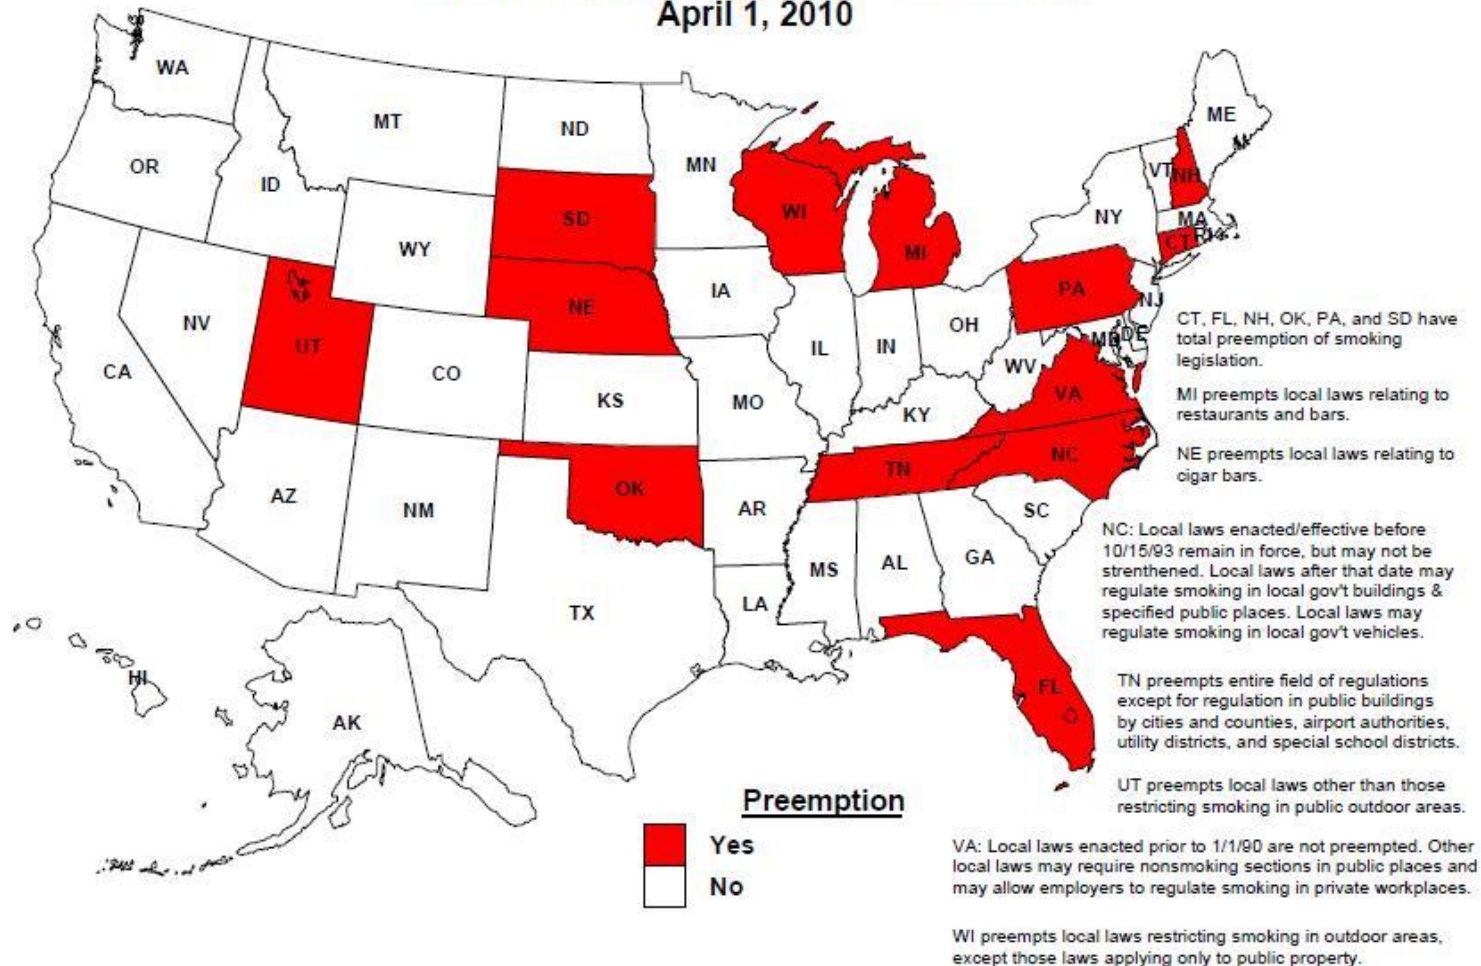 April 1, 2010
WA
MT
ND
MN
ME
OR
ID
SD
WI
MI
VT
NH
NY
MA
CT
RI
WY
IA
NE
PA
NJ
NV
UT
CO
IL
IN
OH
MD
DE
WV
VA
CA
KS
MO
KY
NC
TN
AZ
NM
OK
AR
SC
MS
AL
GA
TX
LA
HI
AK
FL
CT, FL, NH, OK, PA, and SD have
total preemption of smoking
legislation.
MI preempts local laws relating to
restaurants and bars.
NE preempts local laws relating to
cigar bars.
NC: Local laws enacted/effective before
10/15/93 remain in force, but may not be
strenthened. Local laws after that date may
regulate smoking in local gov't buildings &
specified public places. Local laws may
regulate smoking in local gov't vehicles.
TN preempts entire field of regulations
except for regulation in public buildings
by cities and counties, airport authorities,
utility districts, and special school districts.
UT preempts local laws other than those
restricting smoking in public outdoor areas.
Preemption
Yes
No
VA: Local laws enacted prior to 1/1/90 are not preempted. Other
local laws may require nonsmoking sections in public places and
may allow employers to regulate smoking in private workplaces.
WI preempts local laws restricting smoking in outdoor areas,
except those laws applying only to public property.